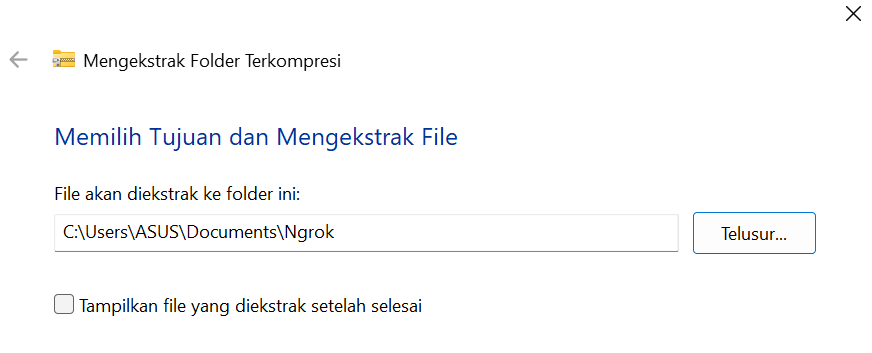 Mengekstrak Folder Terkompresi
Memilih Tujuan dan Mengekstrak File
File akan diekstrak ke folder ini:
C:\Users\ASUS\Documents\Ngrok
Telusur...
Tampilkan file yang diekstrak setelah selesai